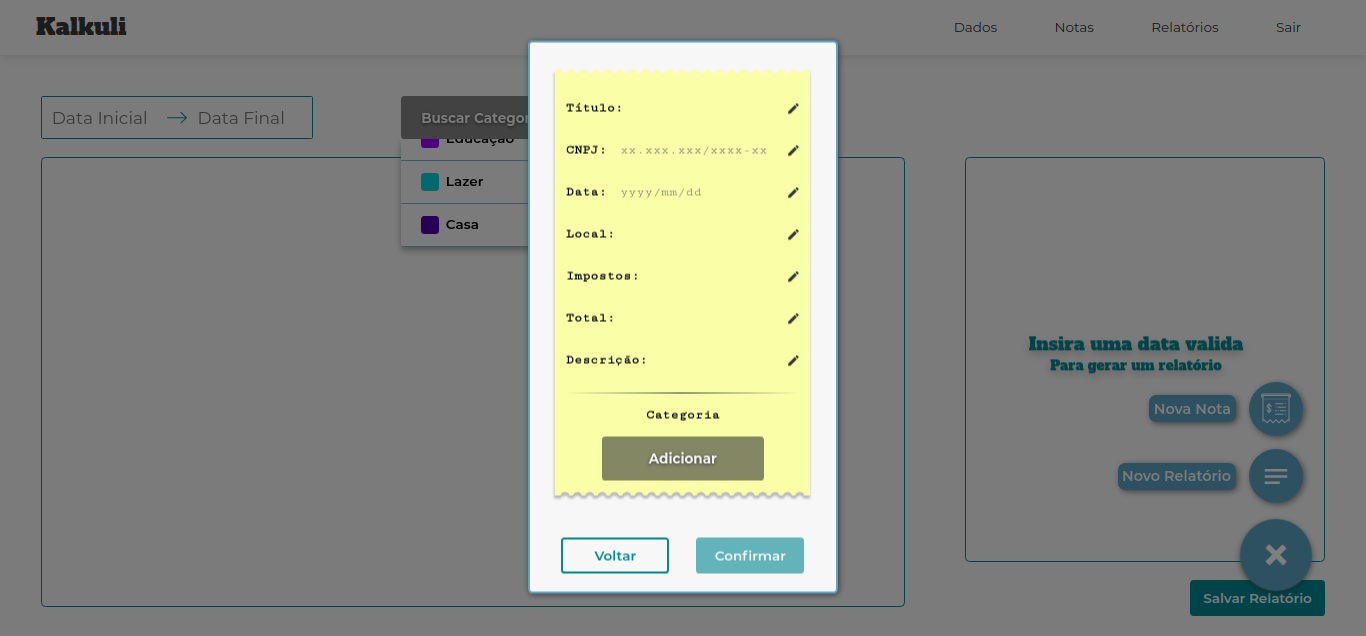 Kalkuli
Dados
Notas
Relatórios
Sair
Data Inicial
Data Final
Buscar Categor
Educação
Lazer
Casa
Título:
CNPJ: xx.xxx.xxx/xxxx-xx
Data: yyyy/mm/dd
Local:
Impostos:
Total:
Descrição:
Categoria
Adicionar
Voltar
Confirmar
Insira uma data valida
Para gerar um relatório
Nova Nota
Novo Relatório
Salvar Relatório